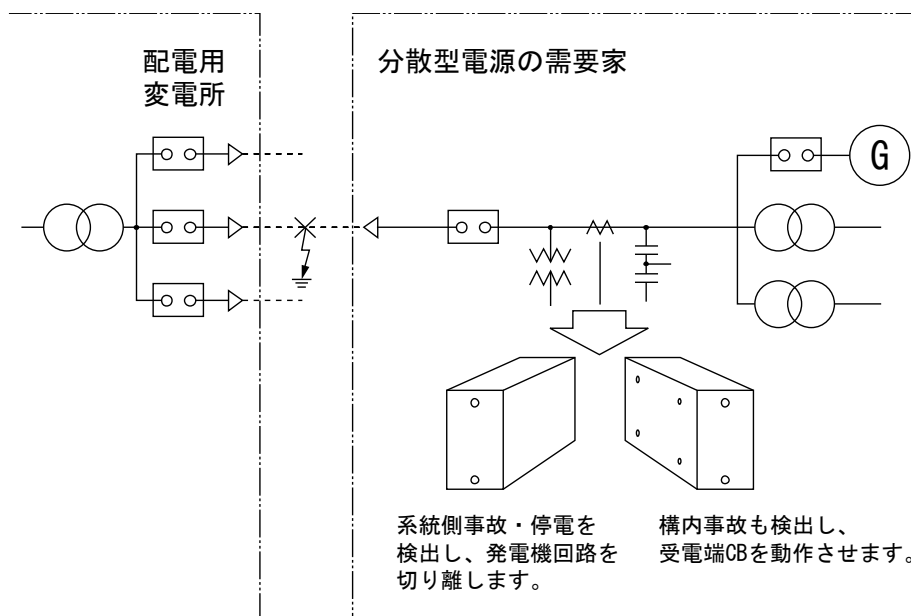 配電用
変電所
分散型電源の需要家
G
系統側事故・停電を
検出し、発電機回路を
切り離します。
構内事故も検出し、
受電端CBを動作させます。